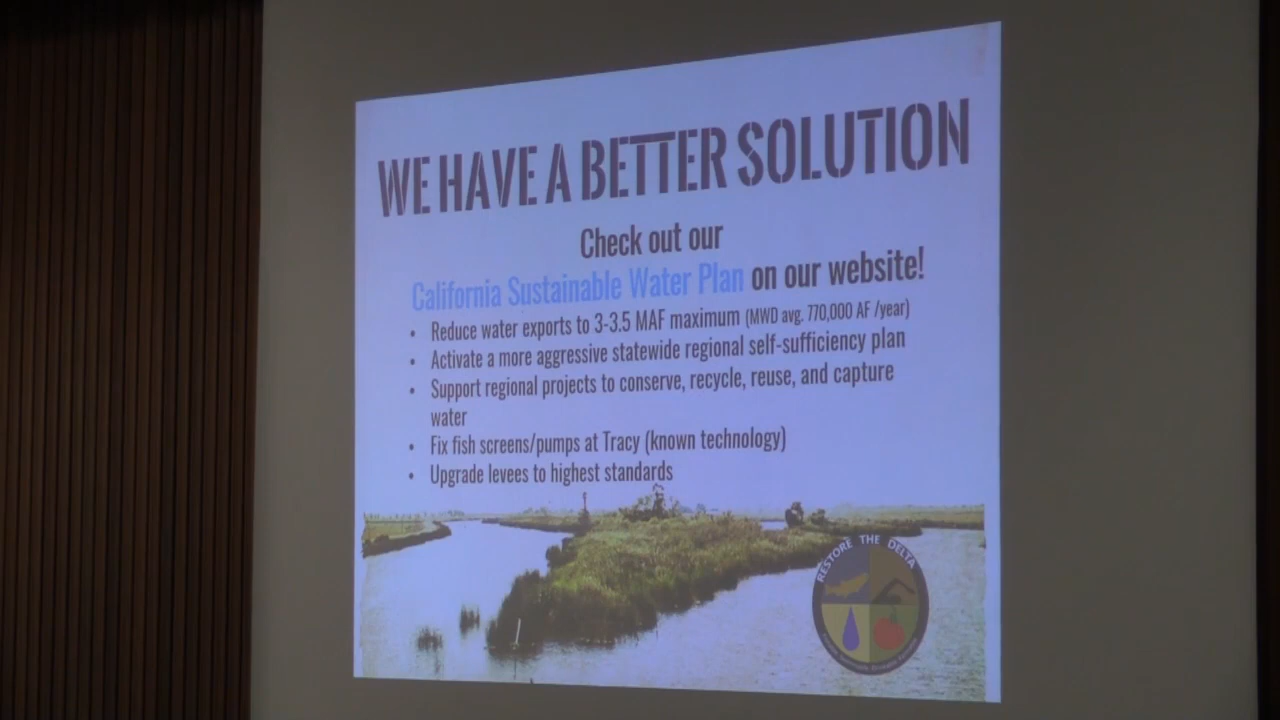 WE HAVE A BETTER SOLUTION
Check out our
California Sustainable Water Plan on our website!
• Reduce water exports to 3-3.5 MAF maximum (MWD avg. 770,000 AF /year)
• Activate a more aggressive statewide regional self-sufficiency plan
• Support regional projects to conserve, recycle, reuse, and capture
water
• Fix fish screens/pumps at Tracy (known technology)
• Upgrade levees to highest standards
RESTORE THE DELTA